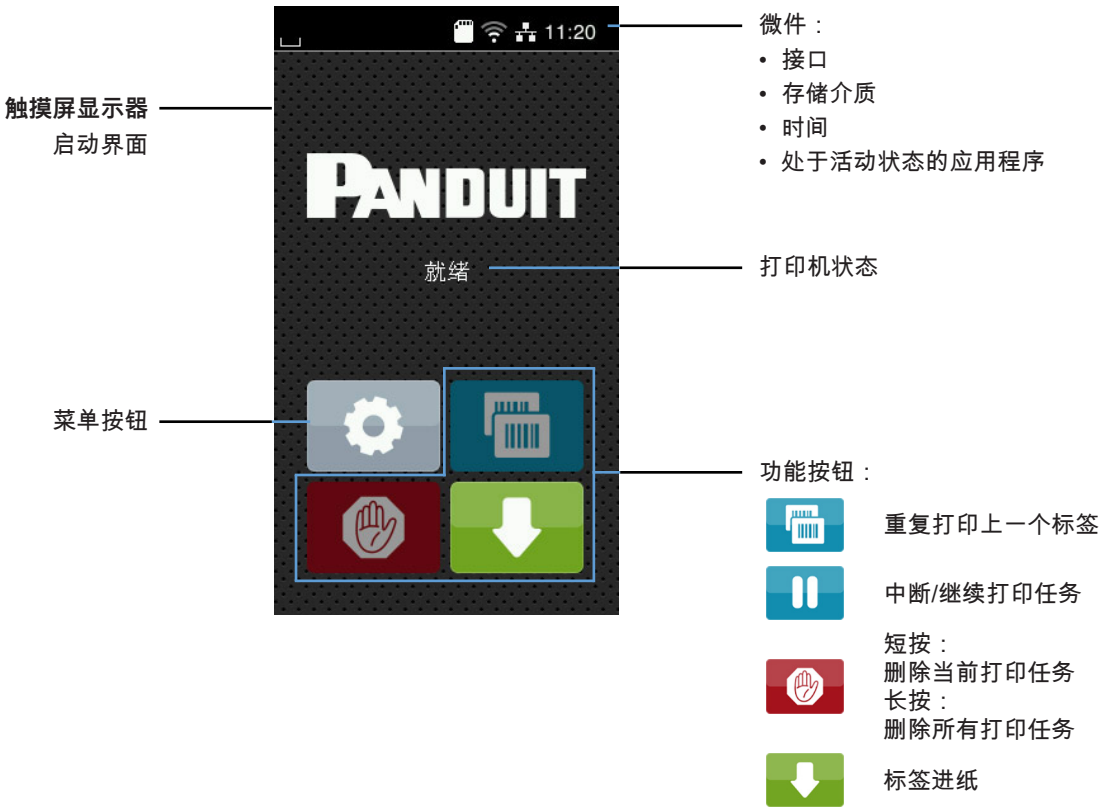 11:20
微件：
• 接口
• 存储介质
• 时间
• 处于活动状态的应用程序
触摸屏显示器
启动界面
PANDUIT
就绪
打印机状态
菜单按钮
功能按钮：
重复打印上一个标签
中断/继续打印任务
短按：
删除当前打印任务
长按：
删除所有打印任务
标签进纸